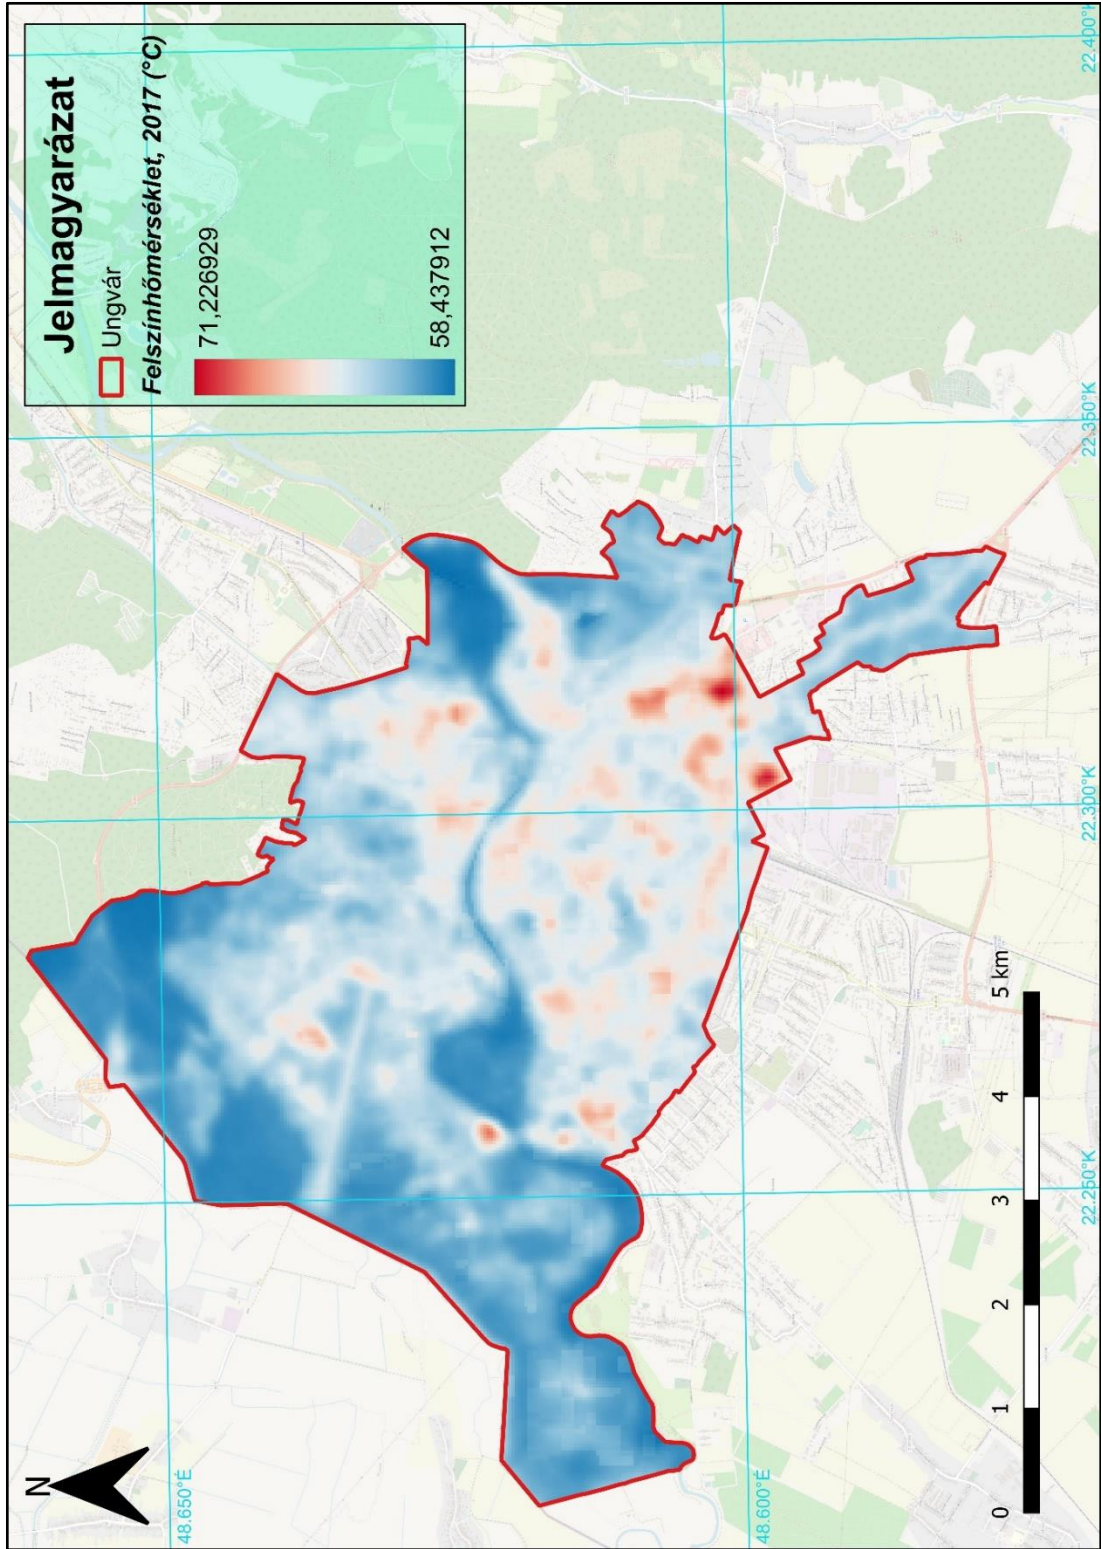 Jelmagyarázat
Ungvár
Felszínhőmérséklet, 2017 (°C)
71,226929
58,437912
N
48.650°É
48.600°É
22.250°K
22.300°K
22.350°K
22.400°K
0 1 2 3 4 5 km